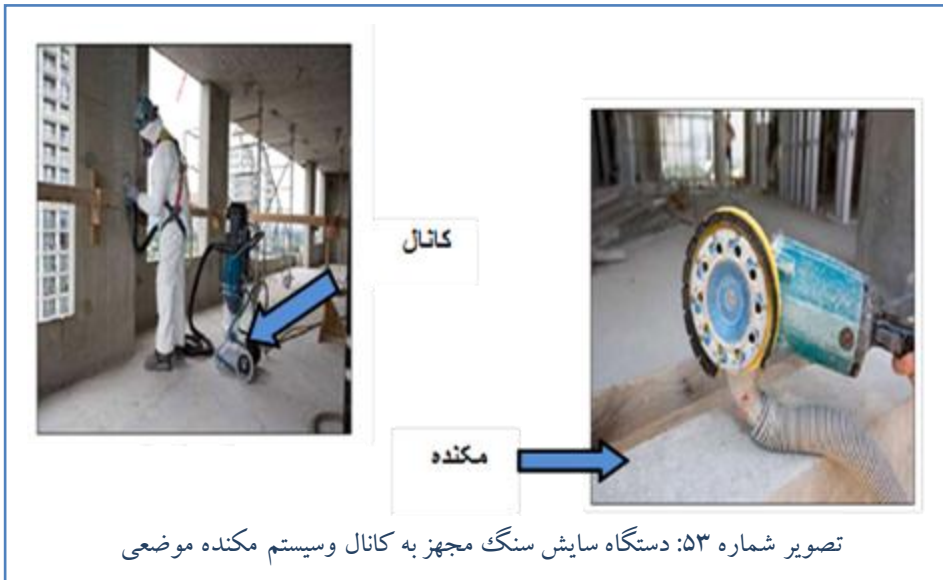 کانال
مکنده
تصویر شماره ۵۳: دستگاه سایش سنگ مجهز به کانال وسیستم مکنده موضعی